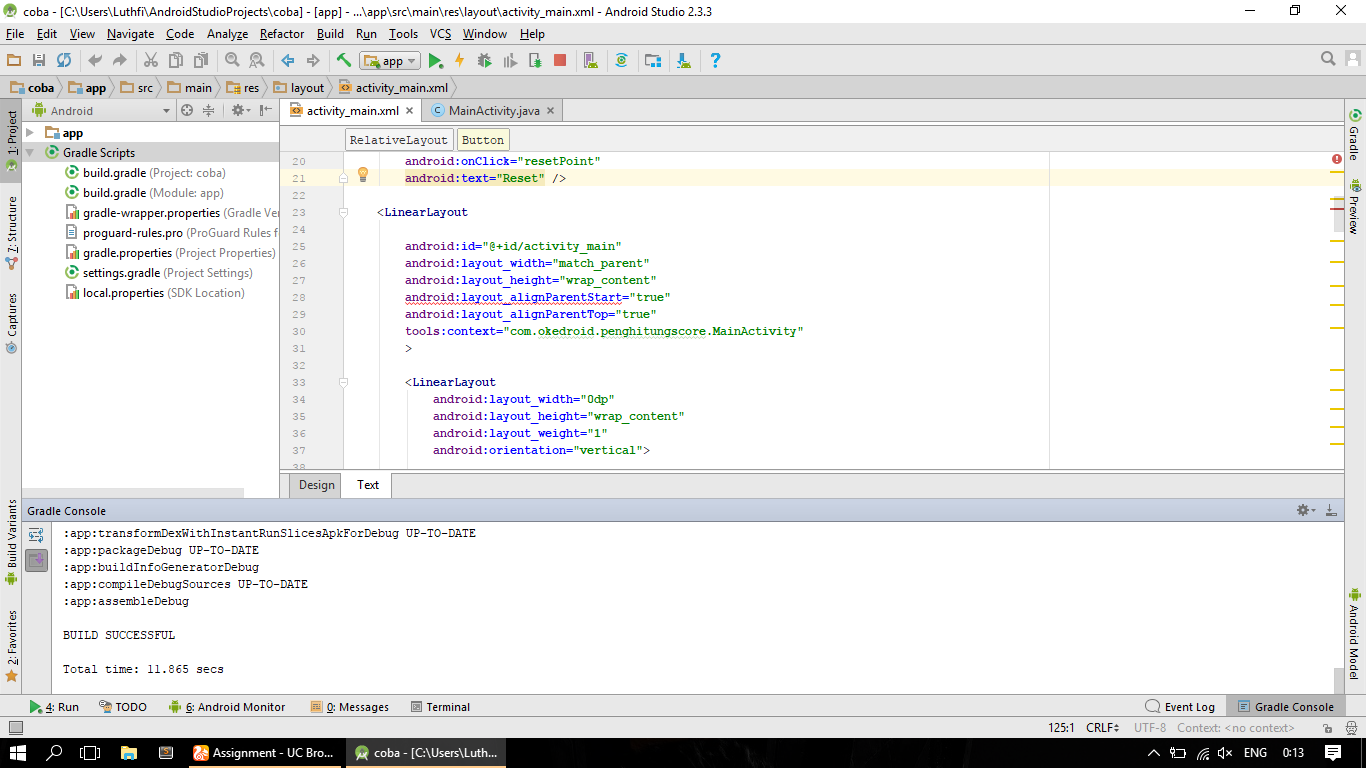 coba - [C:\Users\Luthfi\AndroidStudioProjects\coba] - [app] - ...\app\src\main\res\layout\activity_main.xml - Android Studio 2.3.3
File Edit View Navigate Code Analyze Refactor Build Run Tools VCS Window Help
app
coba app src main res layout activity_main.xml
1: Project
7: Structure
Captures
Build Variants
2: Favorites
Android
app
Gradle Scripts
build.gradle (Project: coba)
build.gradle (Module: app)
gradle-wrapper.properties (Gradle Ve
proguard-rules.pro (ProGuard Rules f
gradle.properties (Project Properties)
settings.gradle (Project Settings)
local.properties (SDK Location)
activity_main.xml MainActivity.java
RelativeLayout Button
20 android:onClick="resetPoint"
21 android:text="Reset" />
22
23 <LinearLayout
24
25 android:id="@+id/activity_main"
26 android:layout_width="match_parent"
27 android:layout_height="wrap_content"
28 android:layout_alignParentStart="true"
29 android:layout_alignParentTop="true"
30 tools:context="com.okedroid.penghitungscore.MainActivity"
31 >
32
33 <LinearLayout
34 android:layout_width="0dp"
35 android:layout_height="wrap_content"
36 android:layout_weight="1"
37 android:orientation="vertical">
38
Design Text
Gradle
Preview
Android Model
Gradle Console
:app:transformDexWithInstantRunSlicesApkForDebug UP-TO-DATE
:app:packageDebug UP-TO-DATE
:app:buildInfoGeneratorDebug
:app:compileDebugSources UP-TO-DATE
:app:assembleDebug
BUILD SUCCESSFUL
Total time: 11.865 secs
4: Run TODO 6: Android Monitor 0: Messages Terminal Event Log Gradle Console
125:1 CRLF UTF-8 Context: <no context>
Assignment - UC Bro... coba - [C:\Users\Luth... ENG 0:13